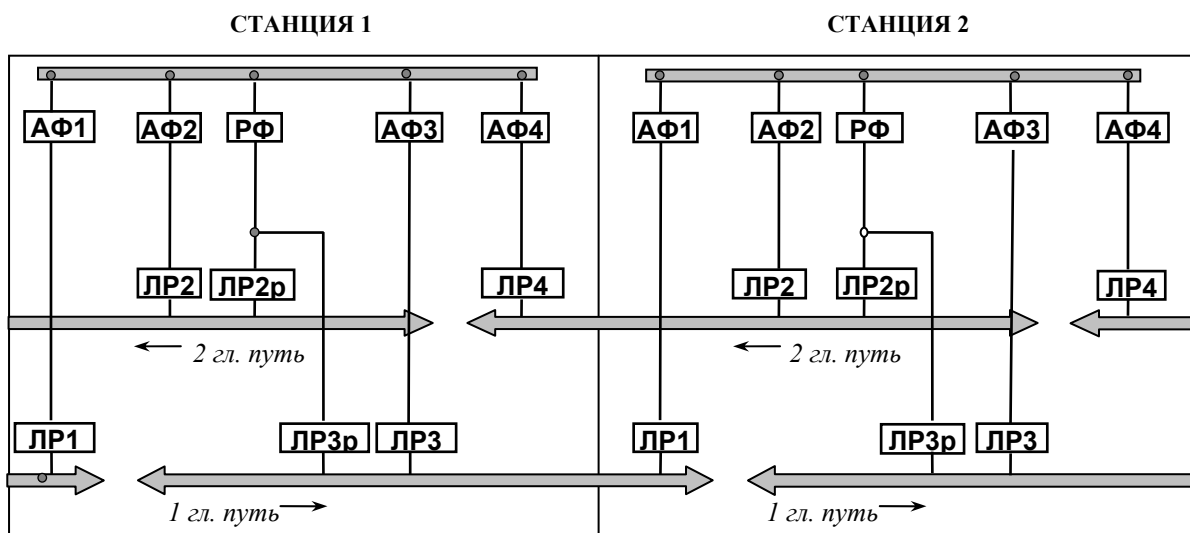 СТАНЦИЯ 1 СТАНЦИЯ 2
АФ1 АФ2 РФ АФ3 АФ4 АФ1 АФ2 РФ АФ3 АФ4
ЛР2 ЛР2р ЛР4 ЛР2 ЛР2р ЛР4
2 гл. путь 2 гл. путь
ЛР1 ЛР3р ЛР3 ЛР1 ЛР3р ЛР3
1 гл. путь 1 гл. путь